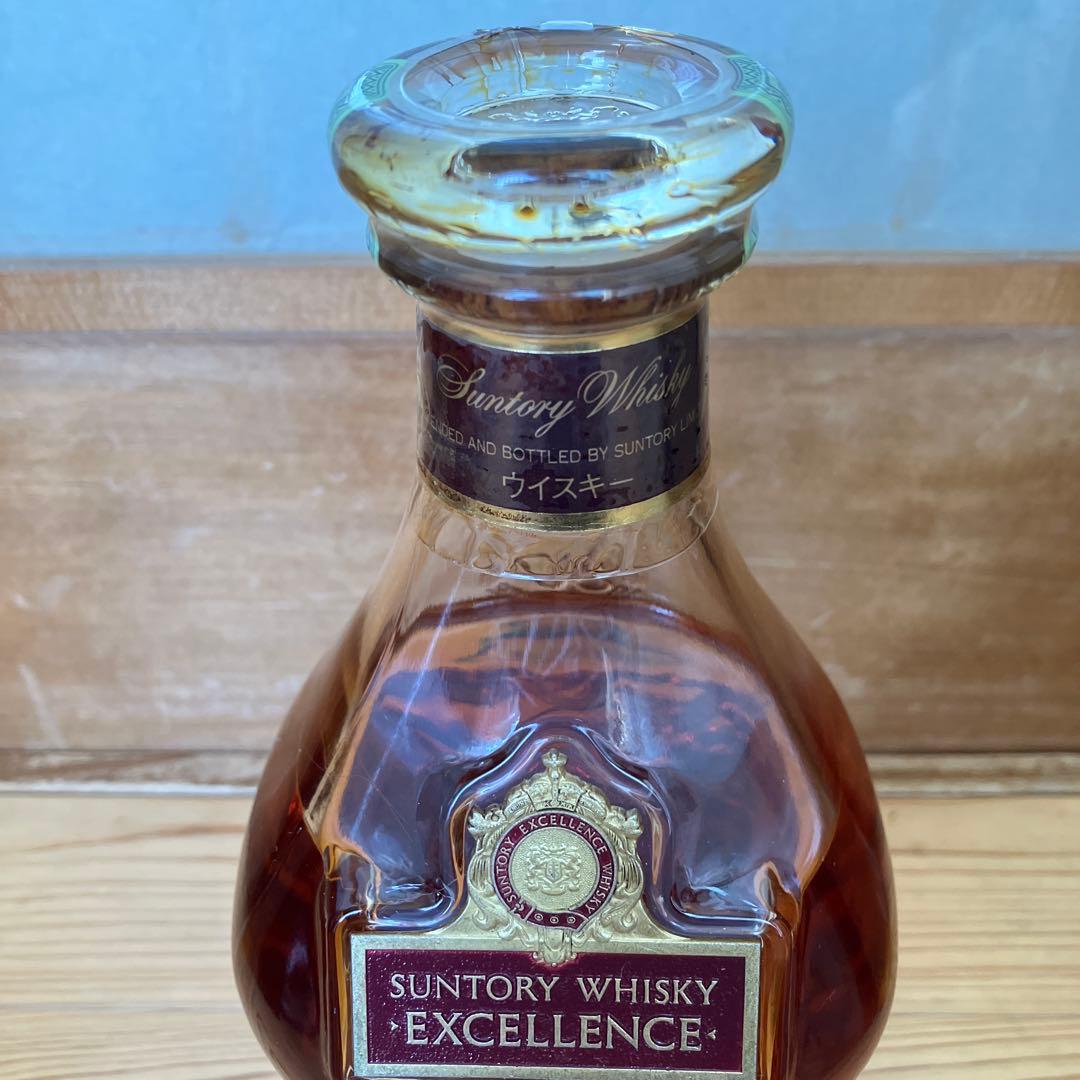 Suntory Whisky
ENDED AND BOTTLED BY SUNTORY LIM
ウイスキー
SUNTORY · EXCELLENCE WHISKY
SUNTORY WHISKY
EXCELLENCE